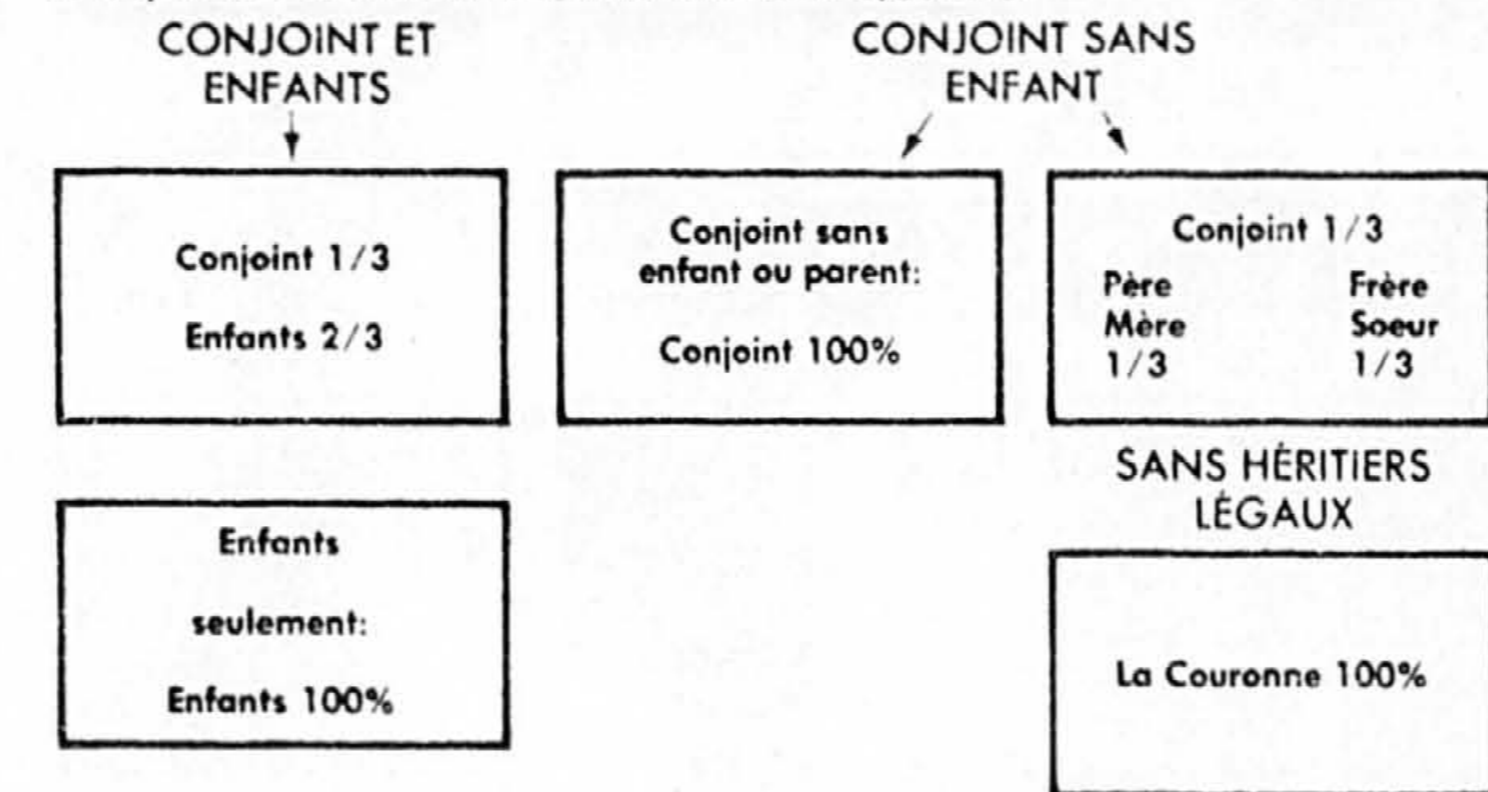 CONJOINT ET
ENFANTS
Conjoint 1/3
Enfants 2/3
Enfants
seulement:
Enfants 100%
CONJOINT SANS
ENFANT
Conjoint sans
enfant ou parent:
Conjoint 100%
Conjoint 1/3
Père
Mère
1/3
Frère
Soeur
1/3
SANS HÉRITIERS
LÉGAUX
La Couronne 100%